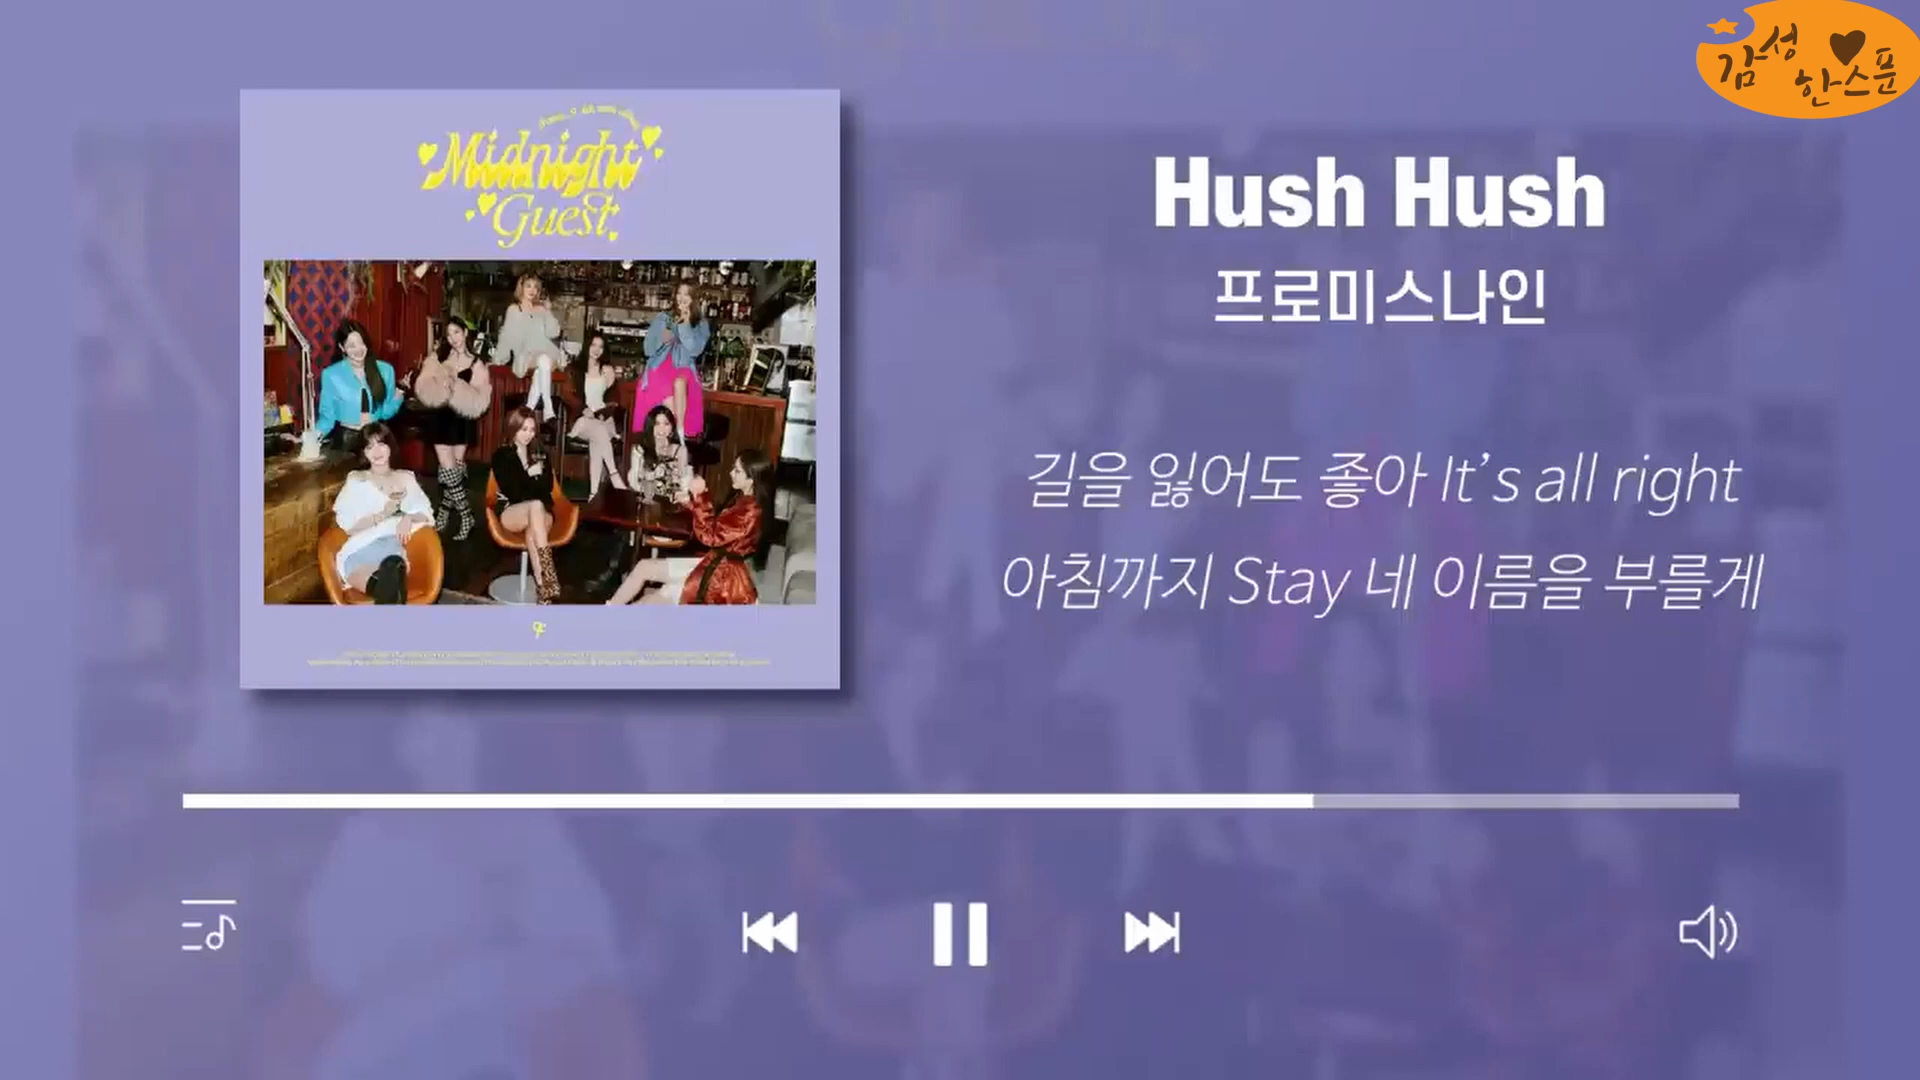 감성
한스푼
Midnight
Guest
Hush Hush
프로미스나인
길을 잃어도 좋아 It's all right
아침까지 Stay 네 이름을 부를게